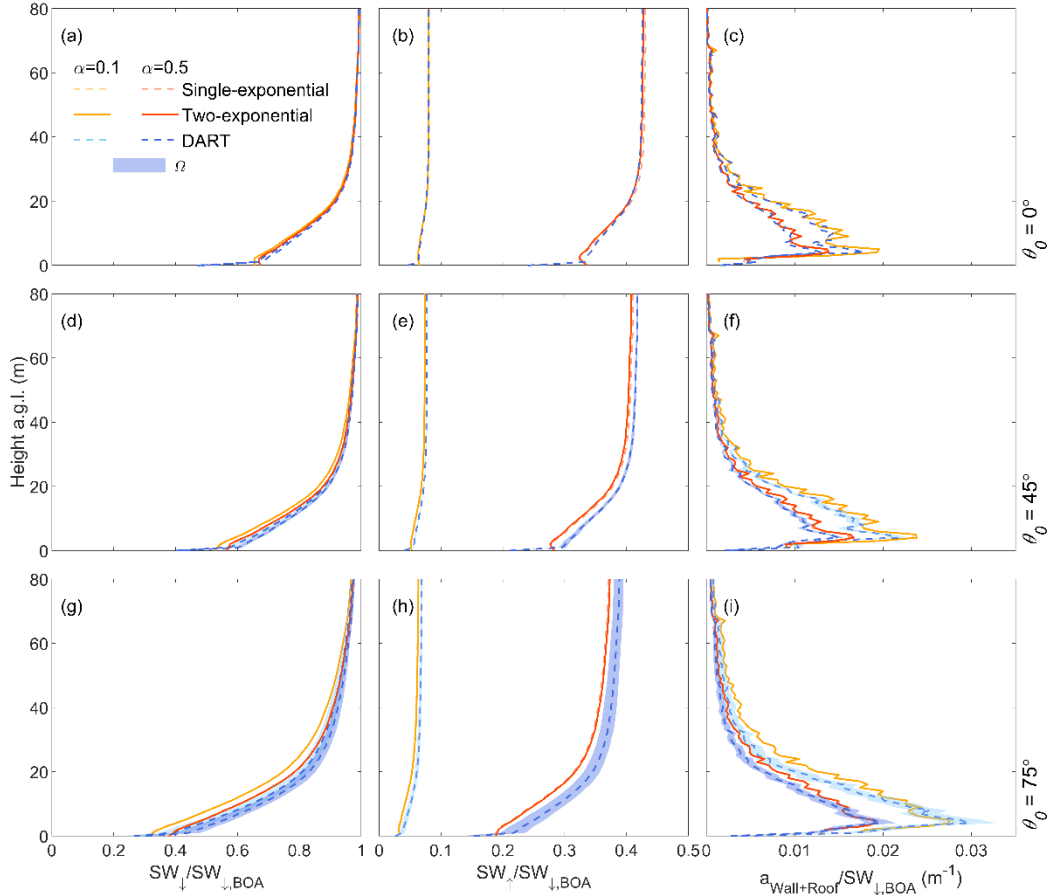 80
60
40
20
0
(a)
α=0.1 α=0.5
Single-exponential
Two-exponential
DART
Ω
(b)
(c)
θ0 = 0°
80
60
40
20
0
Height a.g.l. (m)
(d)
(e)
(f)
θ0 = 45°
80
60
40
20
0
(g)
(h)
(i)
θ0 = 75°
0 0.2 0.4 0.6 0.8 1
0 0.1 0.2 0.3 0.4 0.5
0 0.01 0.02 0.03
SW↓/SW↓,BOA
SW↑/SW↓,BOA
aWall+Roof/SW↓,BOA (m-1)